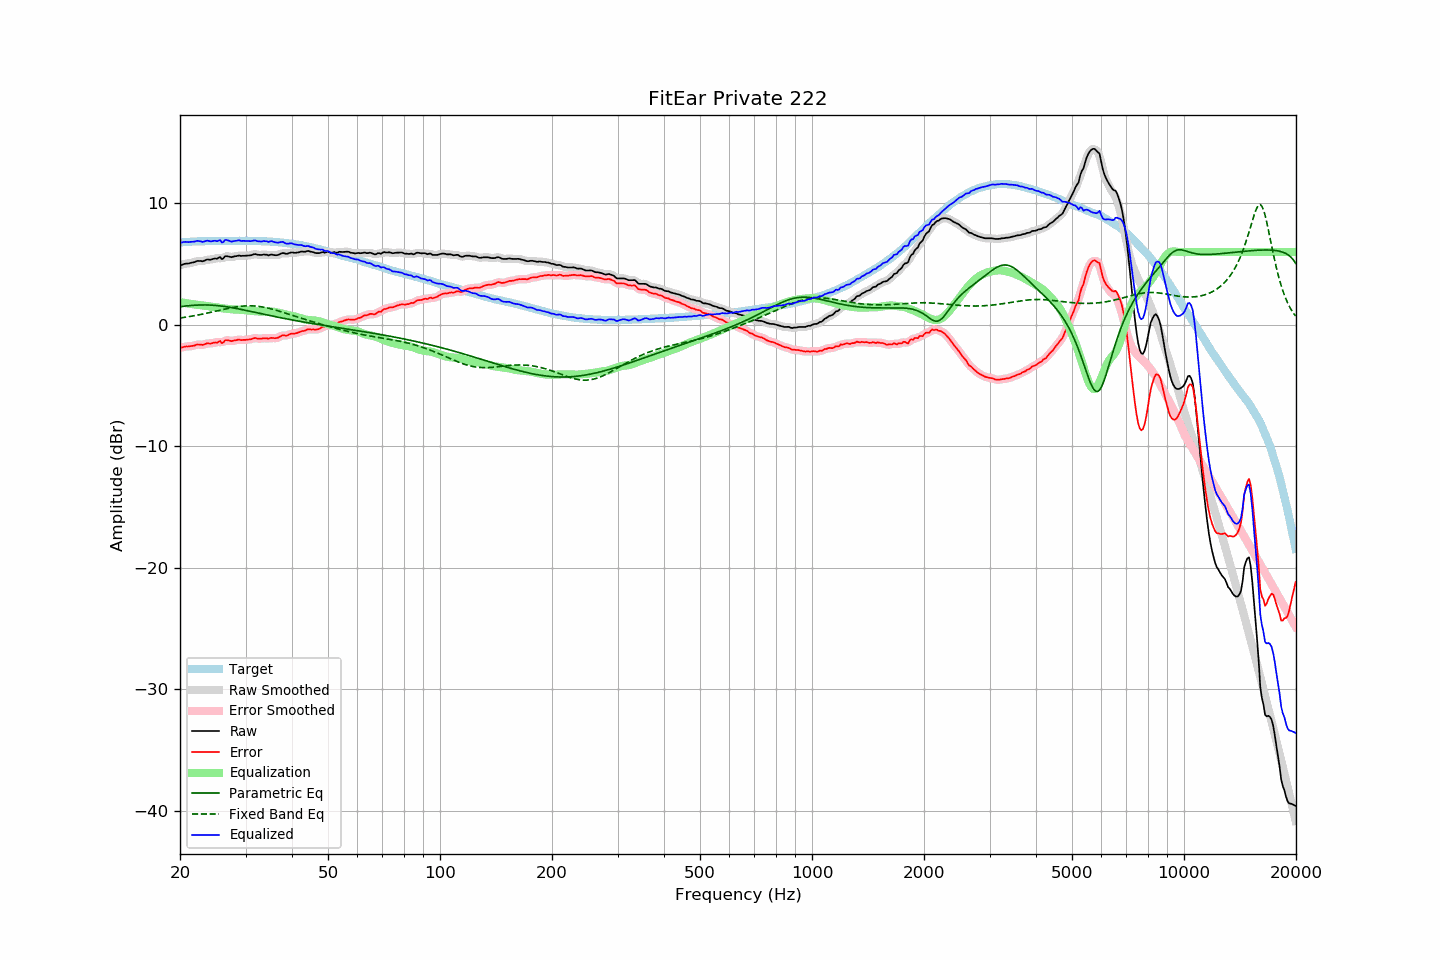 FitEar Private 222
Amplitude (dBr)
10
0
−10
−20
−30
−40
Target
Raw Smoothed
Error Smoothed
Raw
Error
Equalization
Parametric Eq
Fixed Band Eq
Equalized
20 50 100 200 500 1000 2000 5000 10000 20000
Frequency (Hz)